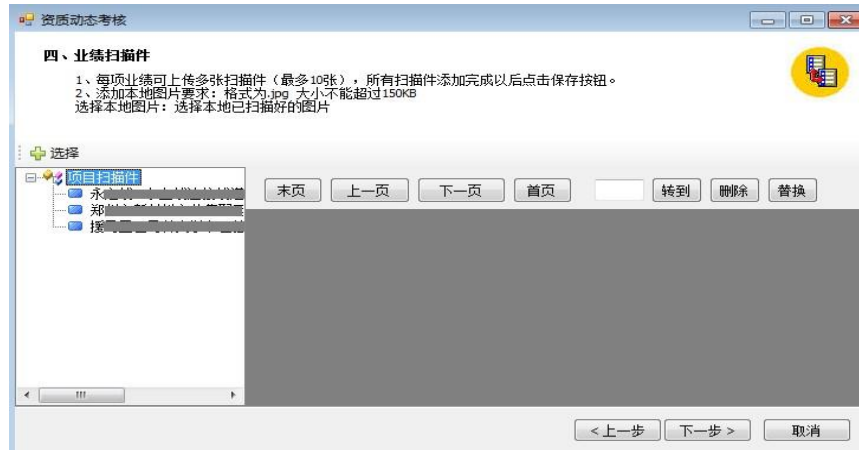 资质动态考核
四、业绩扫描件
1、每项业绩可上传多张扫描件（最多10张），所有扫描件添加完成以后点击保存按钮。
2、添加本地图片要求：格式为.jpg 大小不能超过150KB
选择本地图片：选择本地已扫描好的图片
选择
项目扫描件
末页 上一页 下一页 首页 转到 删除 替换
永
郑
援
<上一步 下一步> 取消